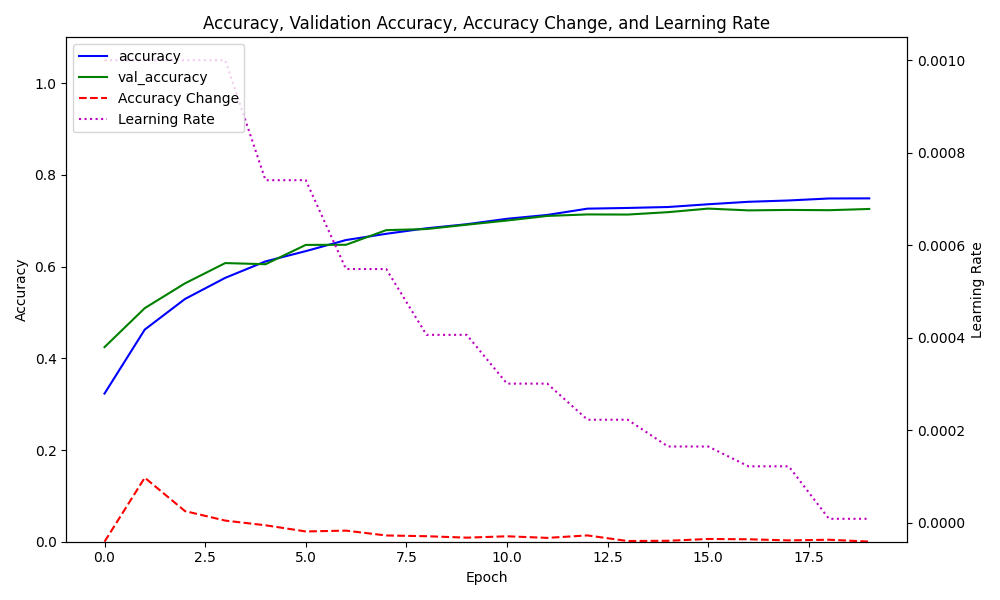 Accuracy, Validation Accuracy, Accuracy Change, and Learning Rate
accuracy
val_accuracy
Accuracy Change
Learning Rate
1.0
0.8
0.6
0.4
0.2
0.0
Accuracy
0.0010
0.0008
0.0006
0.0004
0.0002
0.0000
Learning Rate
0.0 2.5 5.0 7.5 10.0 12.5 15.0 17.5
Epoch